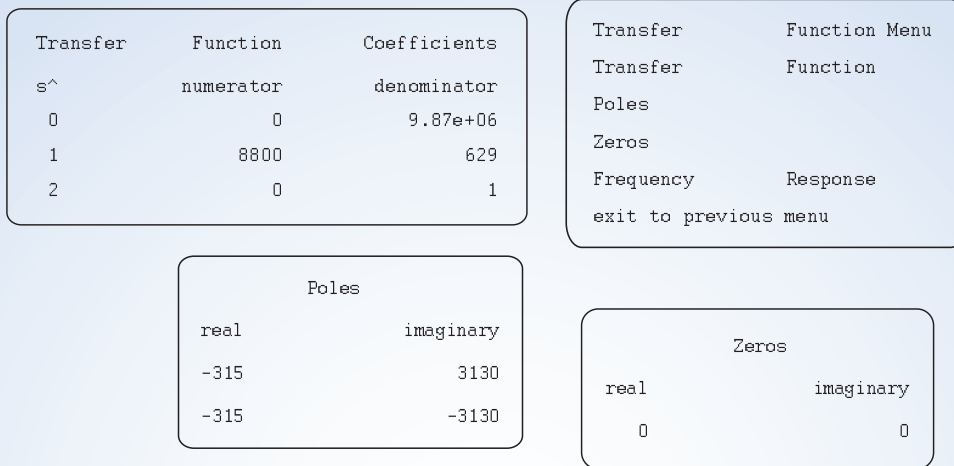 Transfer Function Coefficients
s^ numerator denominator
0 0 9.87e+06
1 8800 629
2 0 1
Transfer Function Menu
Transfer Function
Poles
Zeros
Frequency Response
exit to previous menu
Poles
real imaginary
-315 3130
-315 -3130
Zeros
real imaginary
0 0